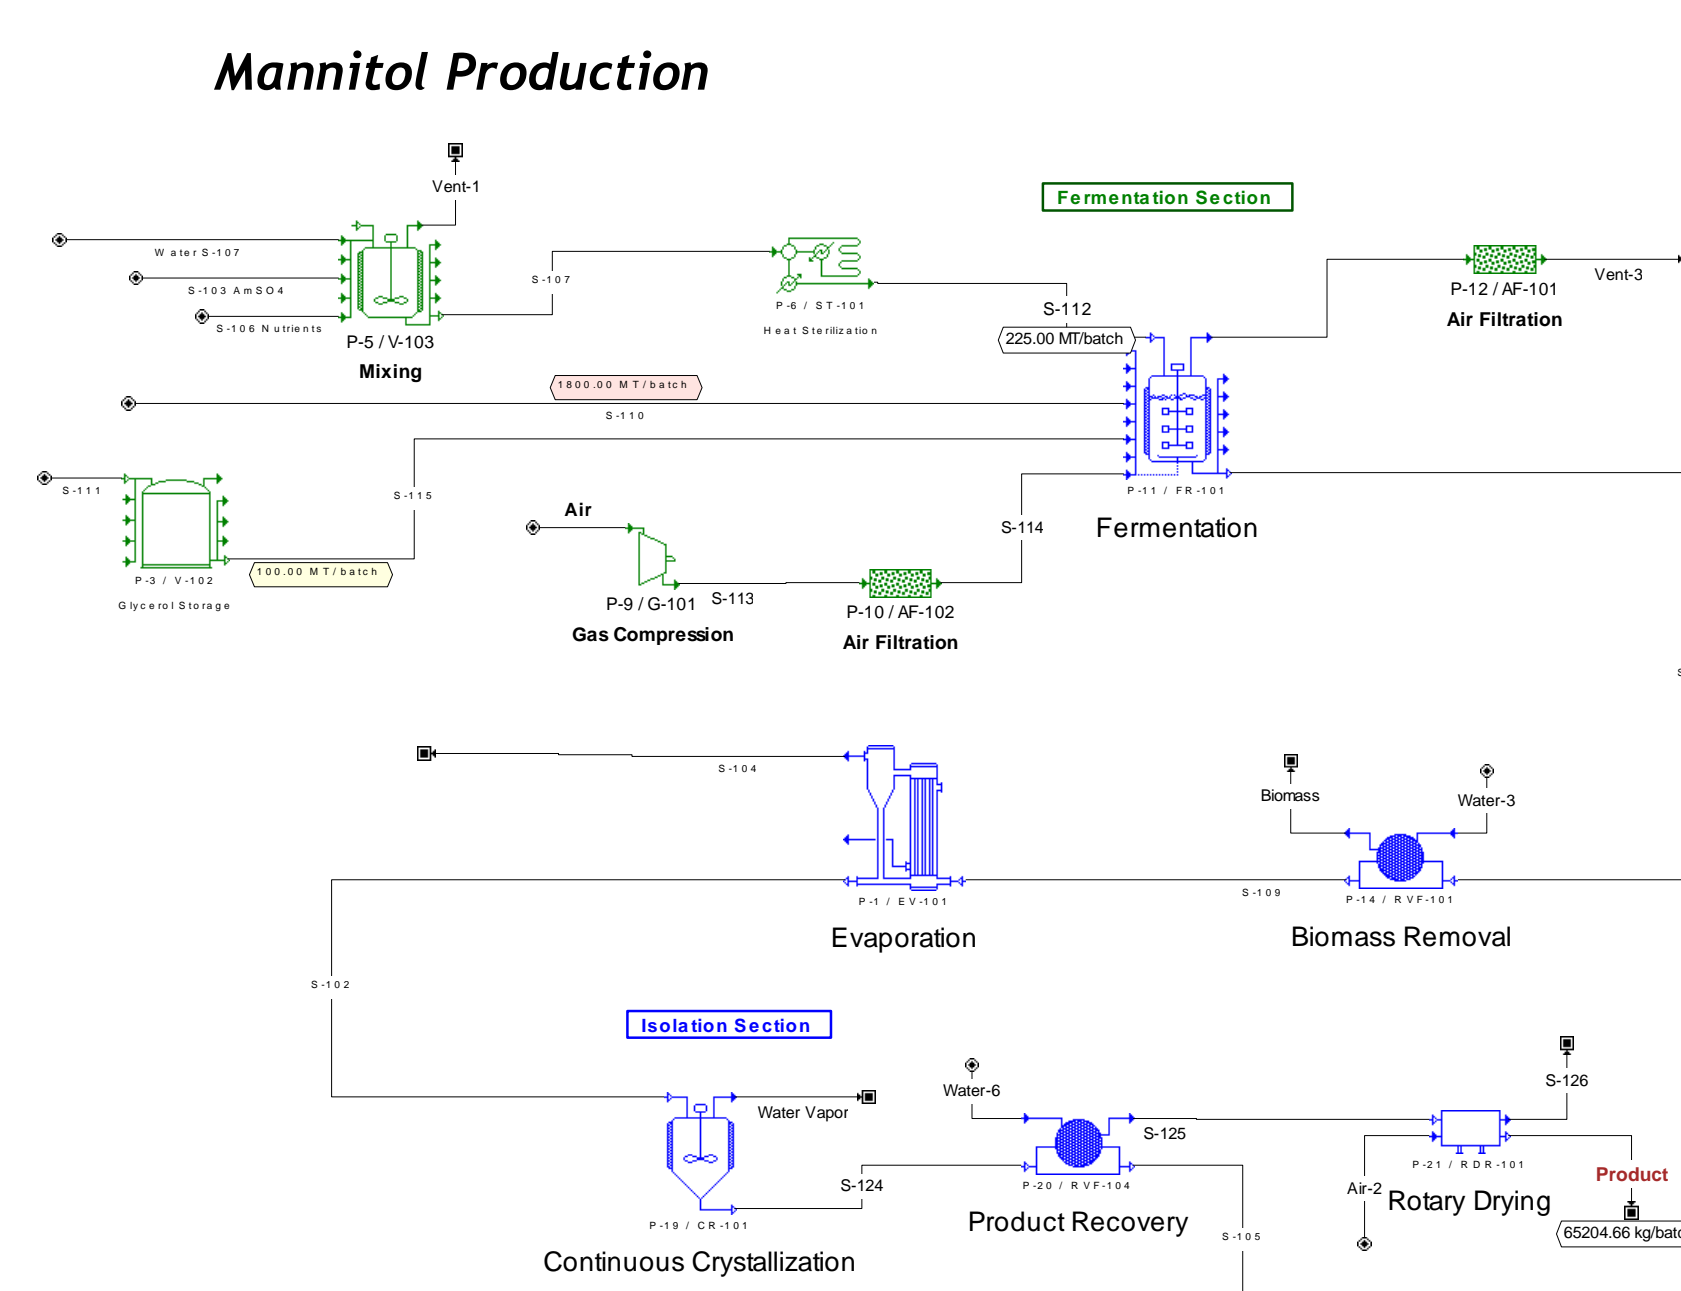 Mannitol Production
Vent-1
Fermentation Section
Water S-107
S-103 AmSO4
S-106 Nutrients
P-5 / V-103
Mixing
S-107
P-6 / ST-101
Heat Sterilization
S-112
225.00 MT/batch
P-12 / AF-101
Air Filtration
Vent-3
1800.00 MT/batch
S-110
S-111
P-3 / V-102
Glycerol Storage
100.00 MT/batch
S-115
Air
P-9 / G-101
Gas Compression
S-113
P-10 / AF-102
Air Filtration
S-114
P-11 / FR-101
Fermentation
S-104
P-1 / EV-101
Evaporation
S-109
Biomass
Water-3
P-14 / RVF-101
Biomass Removal
S-102
Isolation Section
Water Vapor
P-19 / CR-101
Continuous Crystallization
S-124
Water-6
P-20 / RVF-104
Product Recovery
S-125
S-105
S-126
P-21 / RDR-101
Rotary Drying
Air-2
Product
65204.66 kg/batc